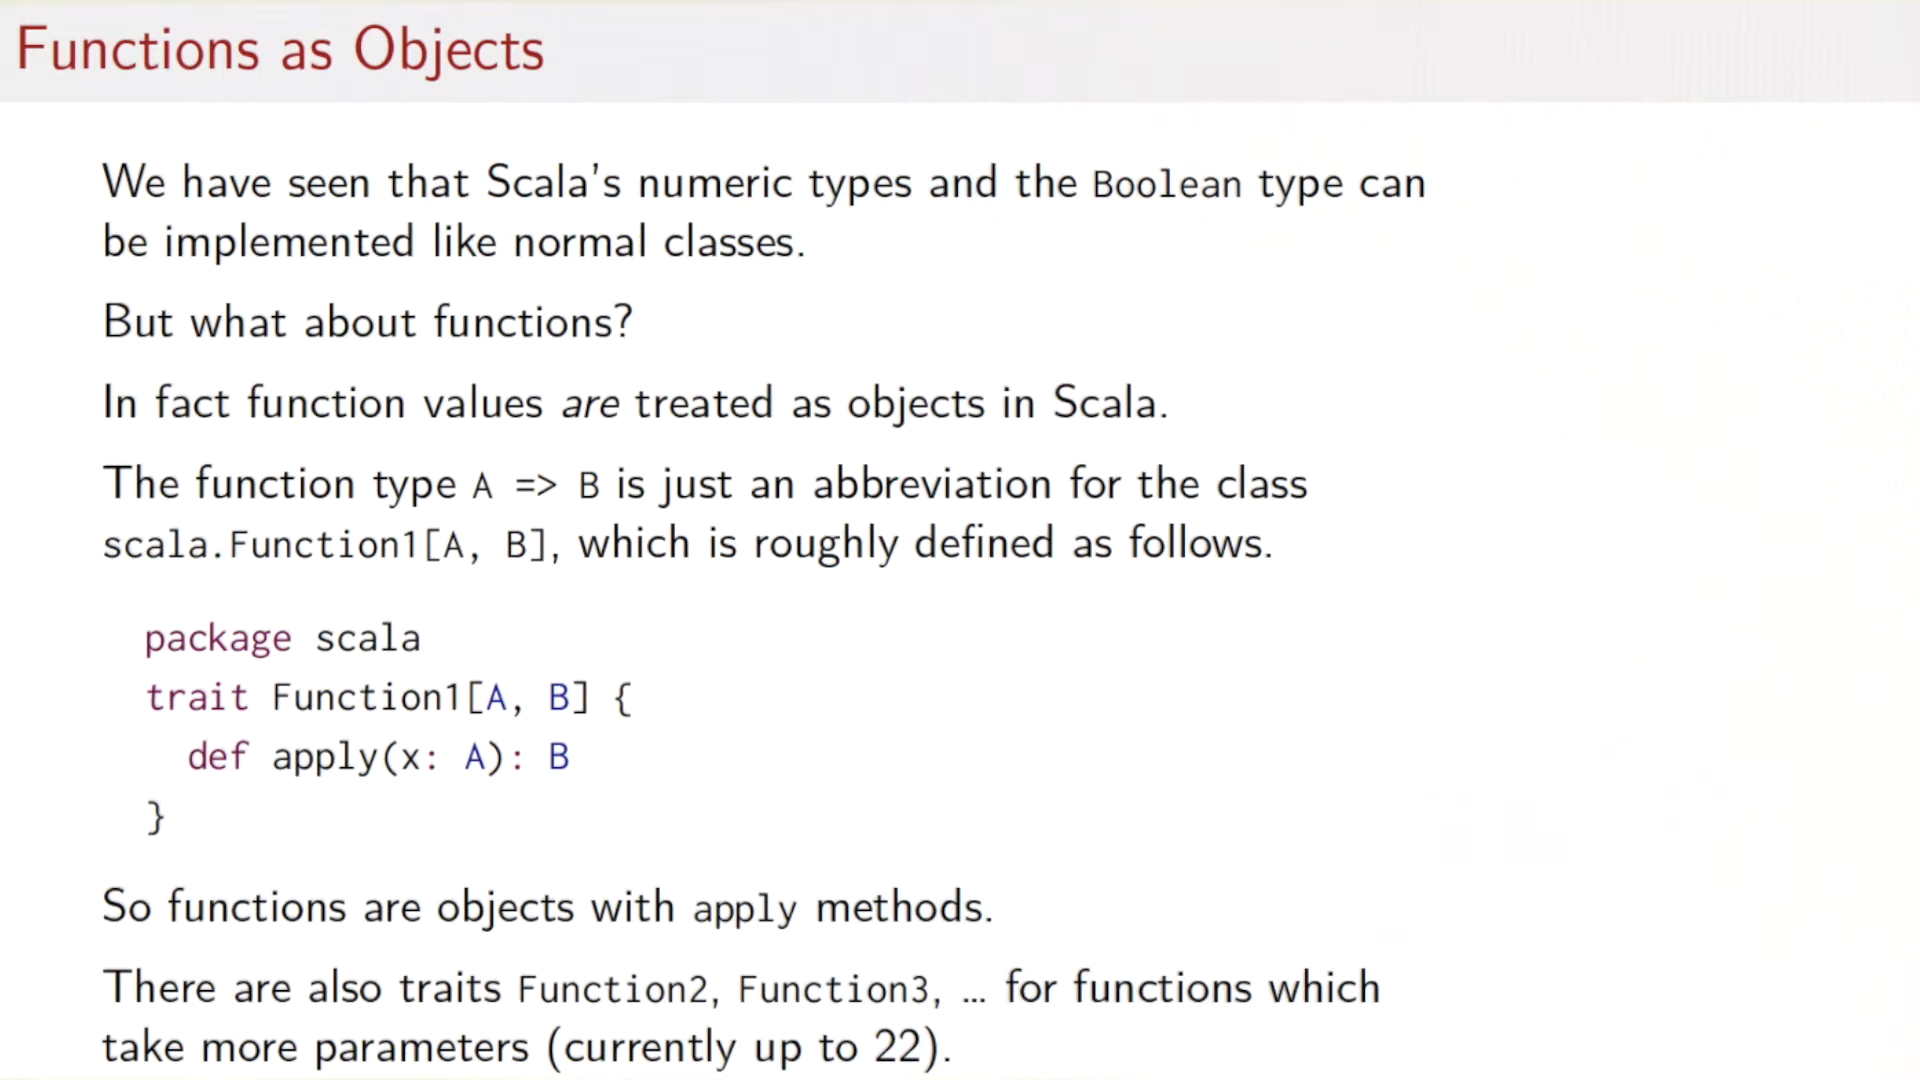 Functions as Objects
We have seen that Scala's numeric types and the Boolean type can
be implemented like normal classes.
But what about functions?
In fact function values are treated as objects in Scala.
The function type A => B is just an abbreviation for the class
scala.Function1[A, B], which is roughly defined as follows.
package scala
trait Function1[A, B] {
  def apply(x: A): B
}
So functions are objects with apply methods.
There are also traits Function2, Function3, ... for functions which
take more parameters (currently up to 22).